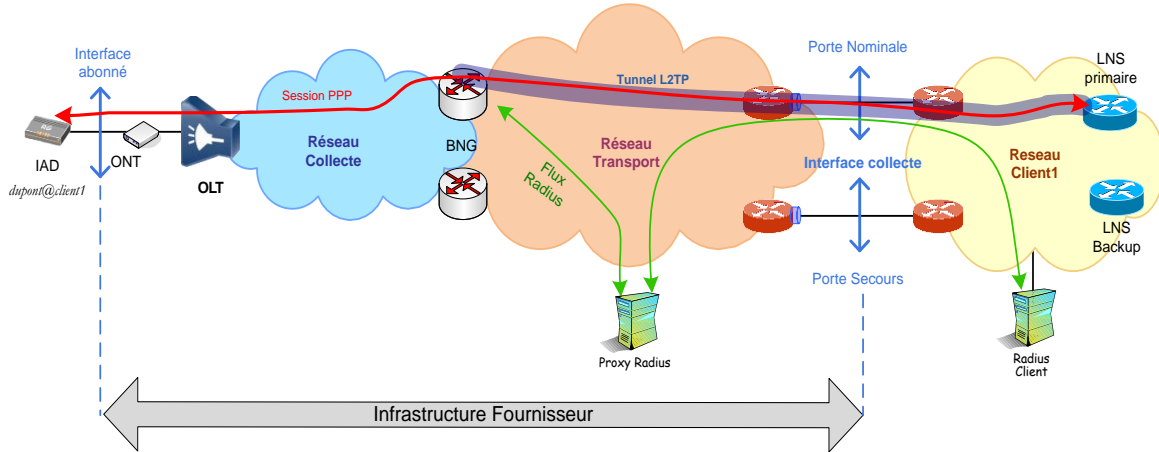 Interface
abonné
Session PPP
Tunnel L2TP
Porte Nominale
LNS
primaire
RG
IAD
dupont@client1
ONT
OLT
Réseau
Collecte
BNG
Flux
Radius
Réseau
Transport
Interface collecte
Reseau
Client1
LNS
Backup
Porte Secours
Proxy Radius
Radius
Client
Infrastructure Fournisseur